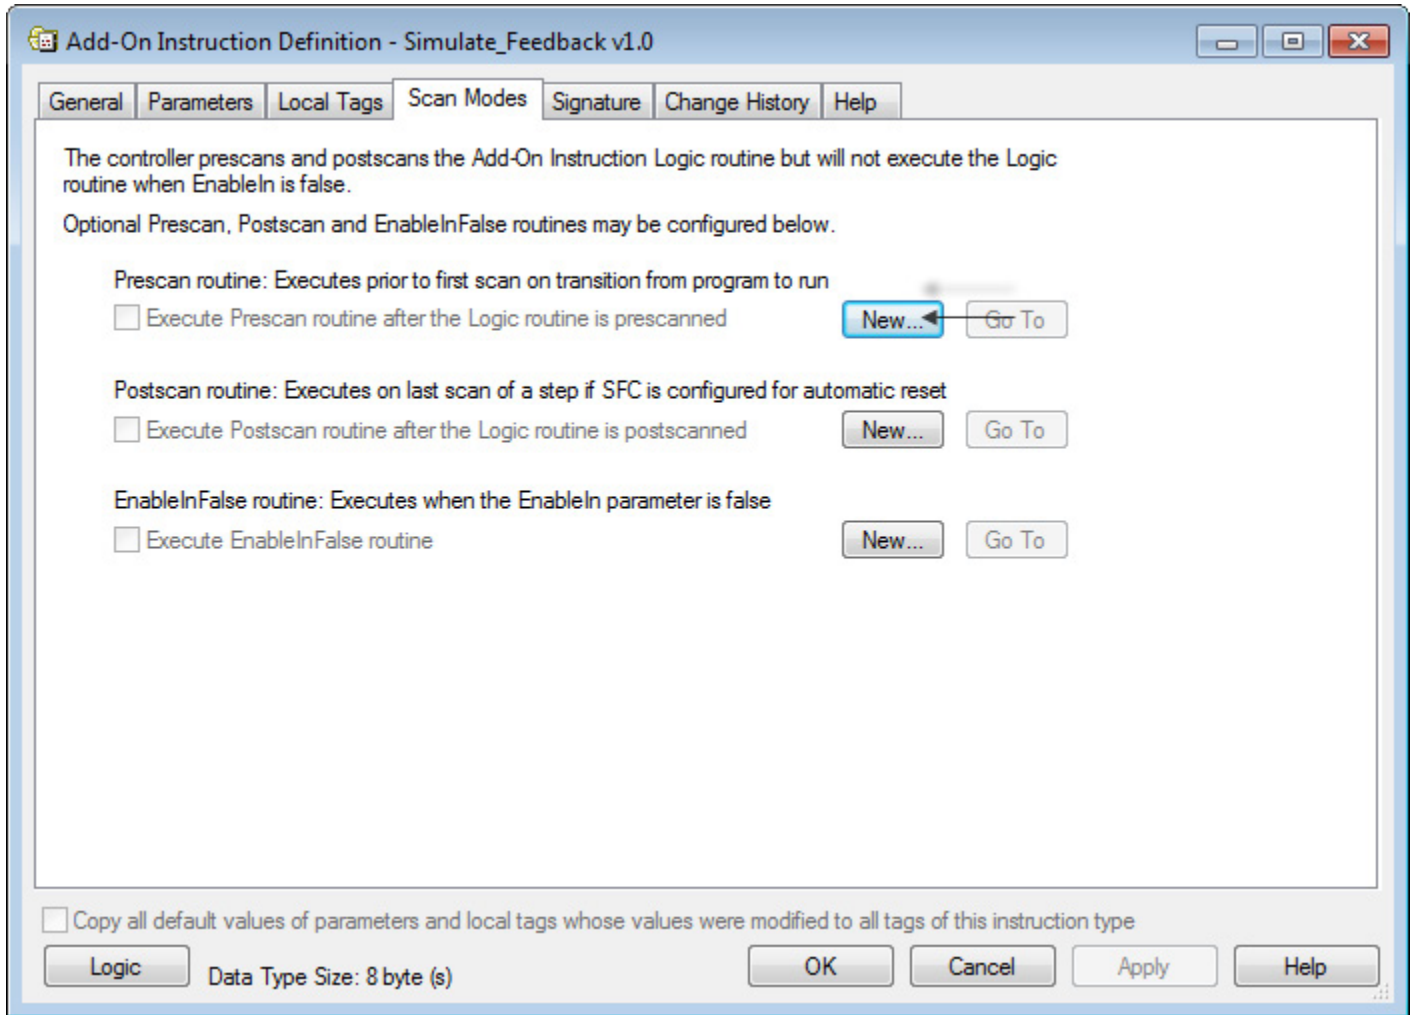 Add-On Instruction Definition - Simulate_Feedback v1.0
General Parameters Local Tags Scan Modes Signature Change History Help
The controller prescans and postscans the Add-On Instruction Logic routine but will not execute the Logic
routine when EnableIn is false.
Optional Prescan, Postscan and EnableInFalse routines may be configured below.
Prescan routine: Executes prior to first scan on transition from program to run
Execute Prescan routine after the Logic routine is prescanned New... Go To
Postscan routine: Executes on last scan of a step if SFC is configured for automatic reset
Execute Postscan routine after the Logic routine is postscanned New... Go To
EnableInFalse routine: Executes when the EnableIn parameter is false
Execute EnableInFalse routine New... Go To
Copy all default values of parameters and local tags whose values were modified to all tags of this instruction type
Logic Data Type Size: 8 byte (s) OK Cancel Apply Help